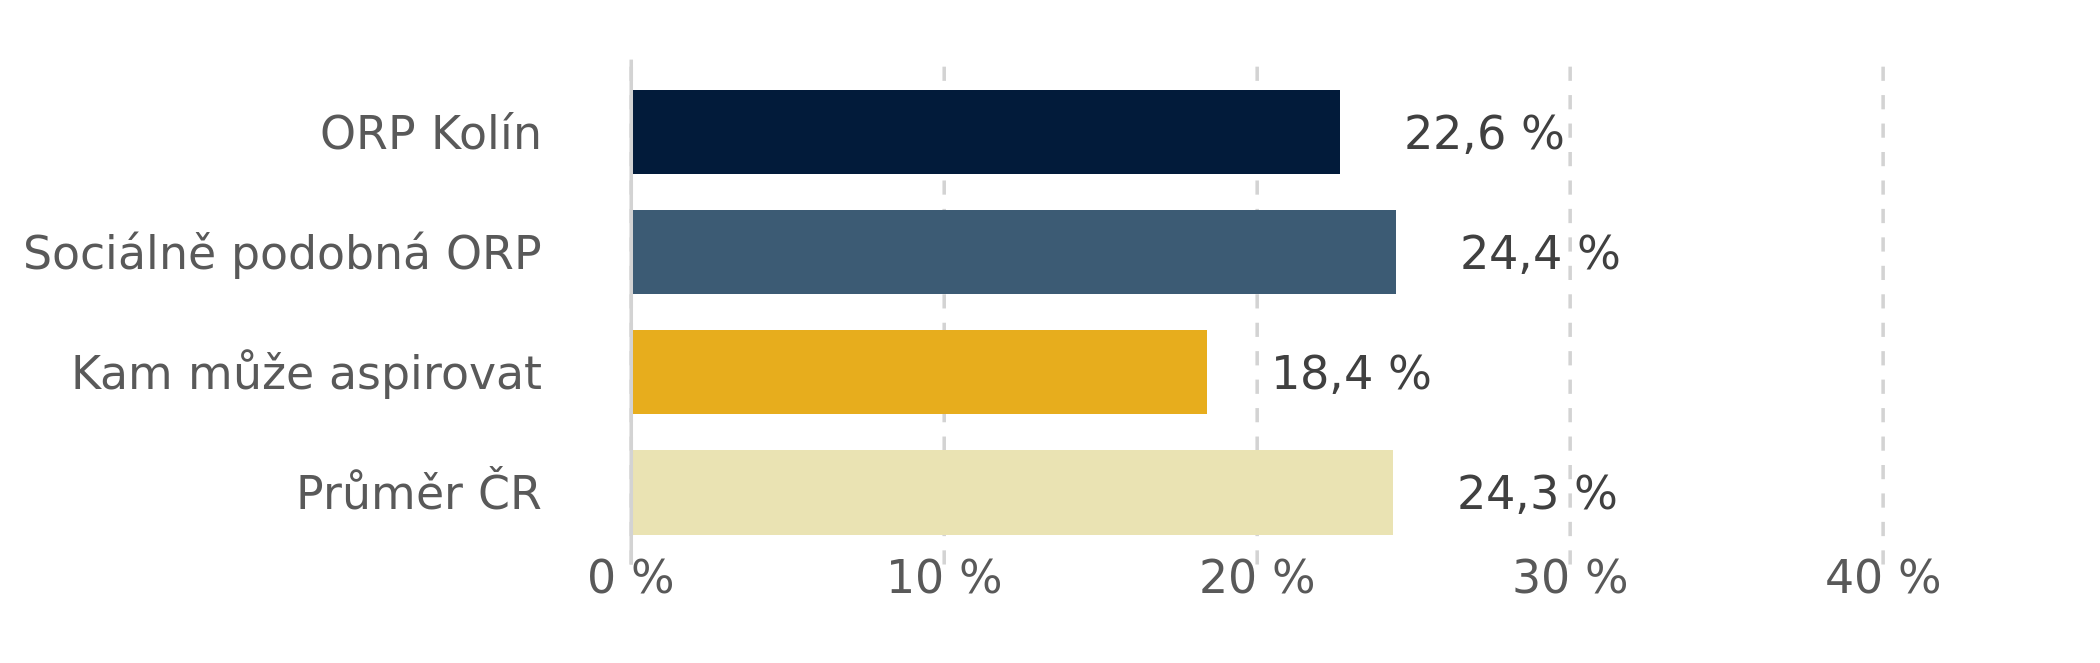 ORP Kolín 22,6 %
Sociálně podobná ORP 24,4 %
Kam může aspirovat 18,4 %
Průměr ČR 24,3 %
0 % 10 % 20 % 30 % 40 %